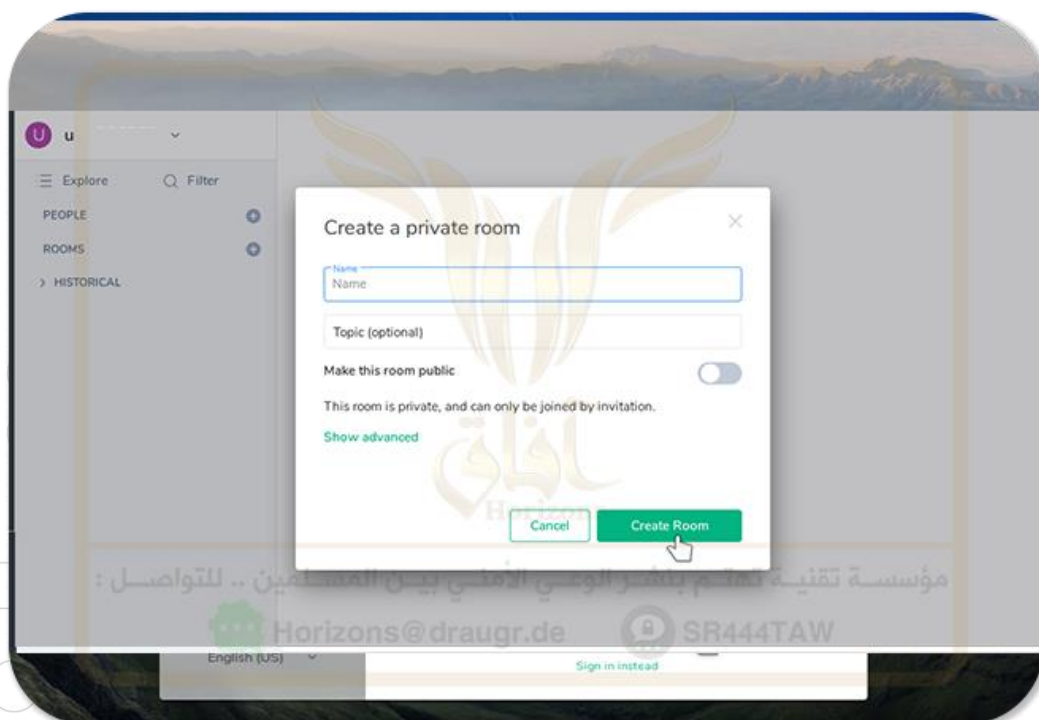 U u
Explore Filter
PEOPLE
ROOMS
HISTORICAL
Create a private room
Name
Name
Topic (optional)
Make this room public
This room is private, and can only be joined by invitation.
Show advanced
آفاق
Horizons
Cancel Create Room
مؤسسة تقنية تهتم بنشر الوعي الأمني بين المسلمين .. للتواصل :
Horizons@draugr.de SR444TAW
English (US)
Sign in instead